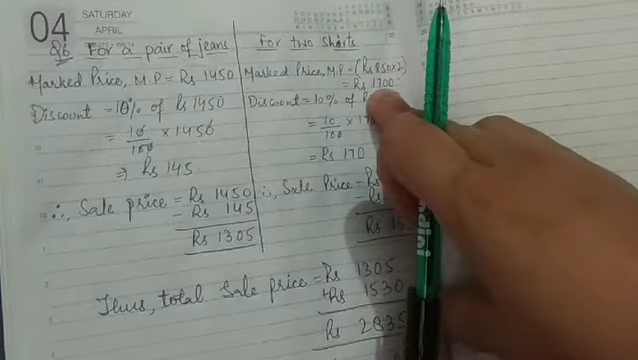 04
SATURDAY
APRIL
Q6 For a pair of jeans
Marked Price, M.P = Rs 1450
Discount = 10% of Rs 1450
= 10/100 × 1450
⇒ Rs 145
∴ Sale price = Rs 1450
- Rs 145
Rs 1305
For two shirts
Marked Price, M.P = (Rs 850×2)
= Rs 1700
Discount = 10% of
= 10/100 ×
= Rs 170
∴ Sale Price =
Rs
Thus, total Sale price = Rs 1305
+Rs 1530
Rs 2835